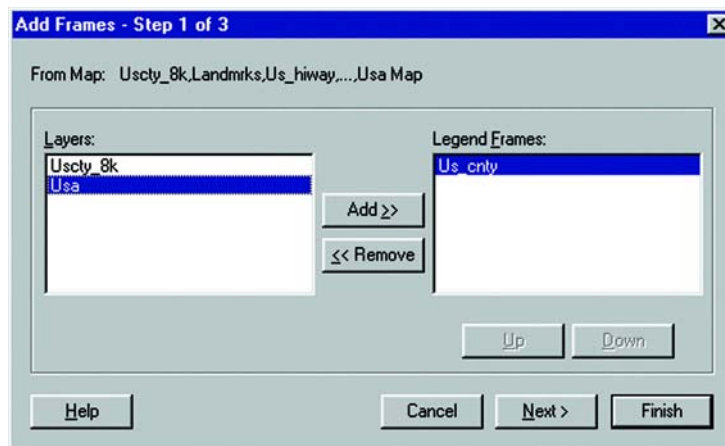 Add Frames - Step 1 of 3
From Map: Uscty_8k,Landmrks,Us_hiway,...,Usa Map
Layers:
Uscty_8k
Usa
Add >>
<< Remove
Legend Frames:
Us_cnty
Up
Down
Help
Cancel
Next >
Finish